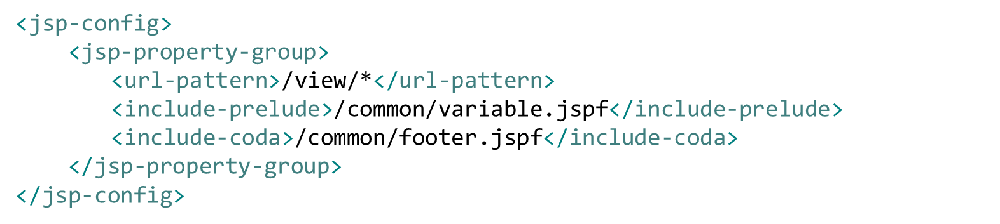 <jsp-config>
<jsp-property-group>
<url-pattern>/view/*</url-pattern>
<include-prelude>/common/variable.jspf</include-prelude>
<include-coda>/common/footer.jspf</include-coda>
</jsp-property-group>
</jsp-config>